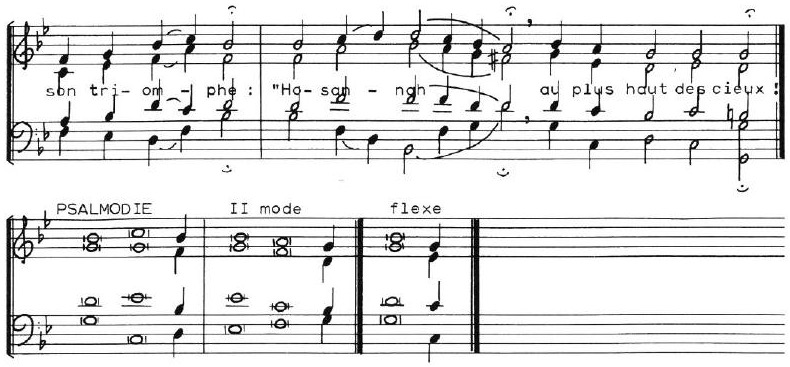 son tri- om - phe : "Ho- san - nah au plus haut des cieux !
PSALMODIE II mode flexe